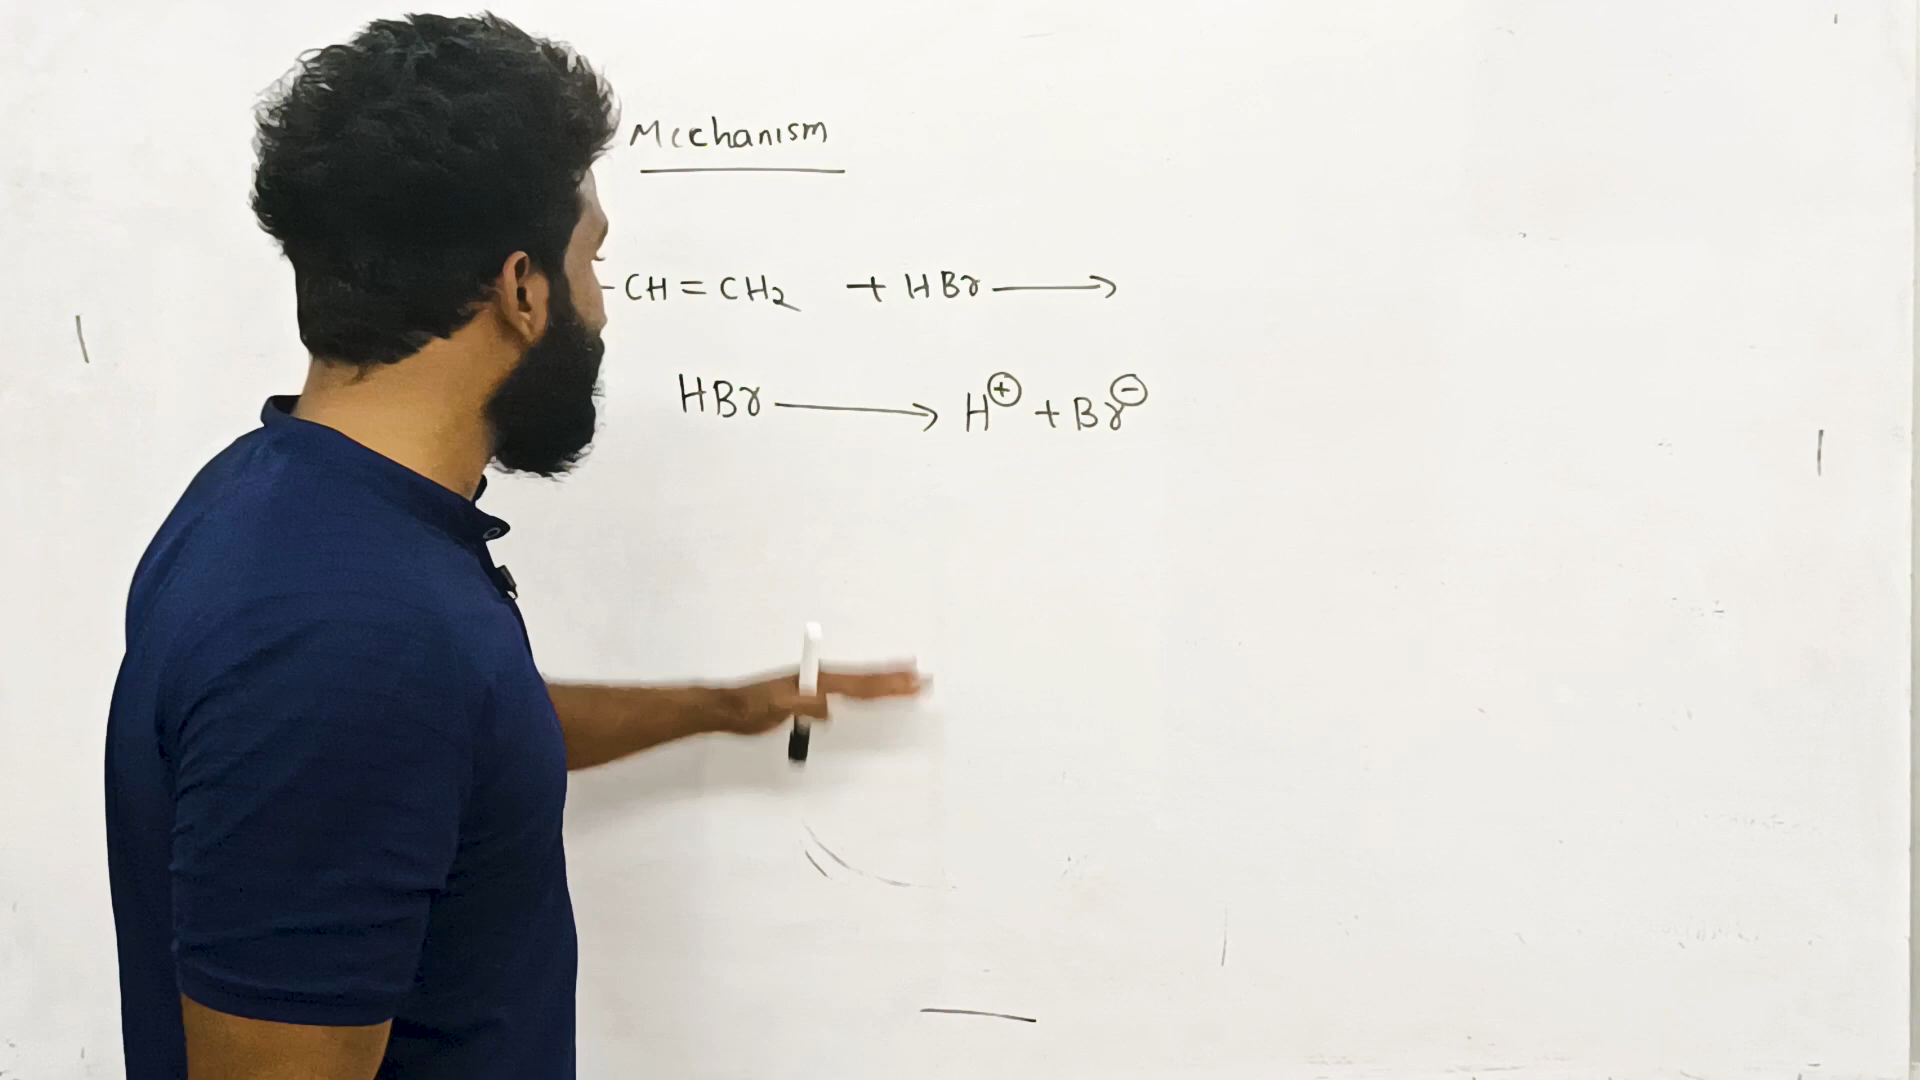 Mechanism
-CH=CH₂ + HBr ⟶
HBr ⟶ H⊕ + Br⊖